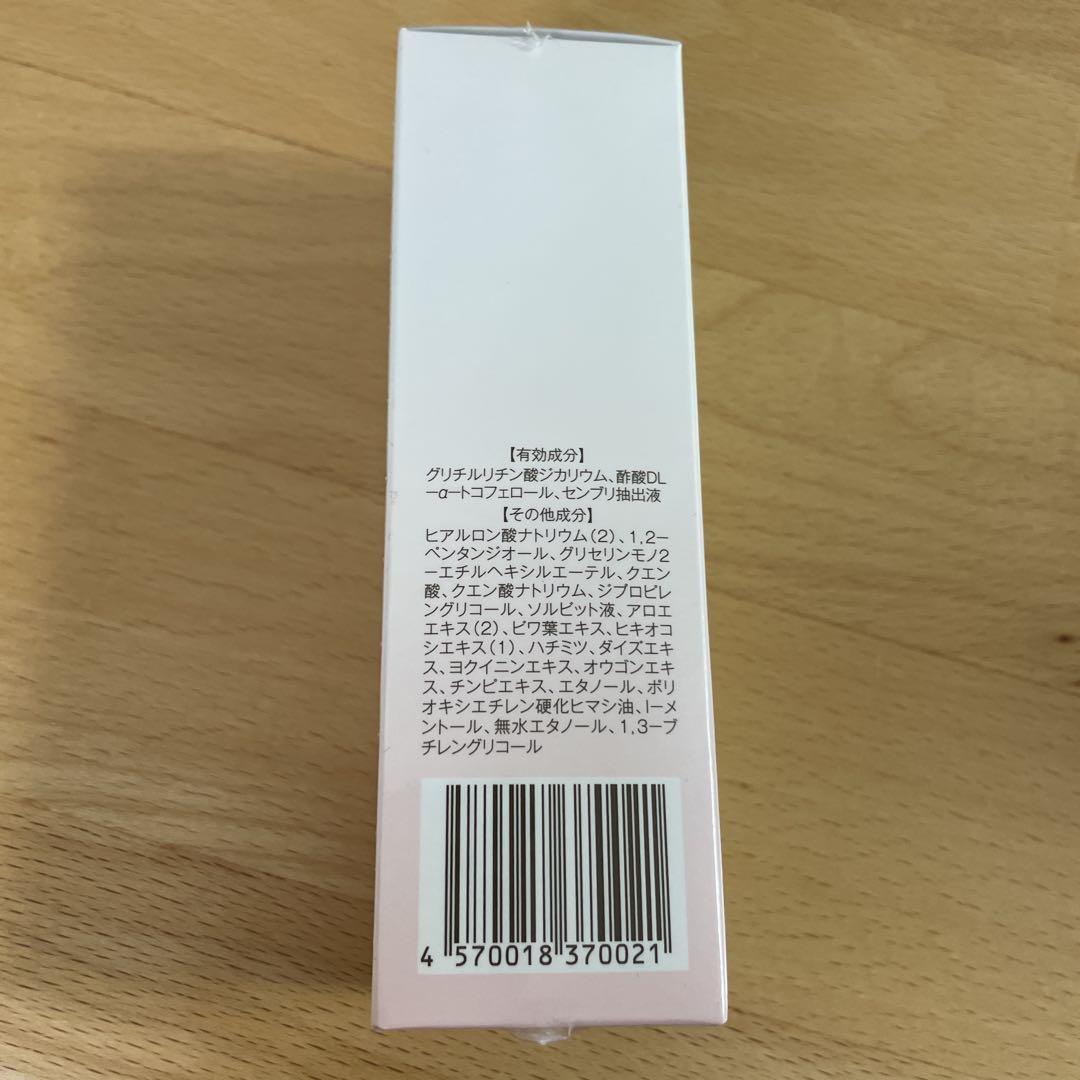 【有効成分】
グリチルリチン酸ジカリウム、酢酸DL
ーα－トコフェロール、センブリ抽出液
【その他成分】
ヒアルロン酸ナトリウム(2)、1,2ー
ペンタンジオール、グリセリンモノ2
ーエチルヘキシルエーテル、クエン
酸、クエン酸ナトリウム、ジプロピレ
ングリコール、ソルビット液、アロエ
エキス(2)、ビワ葉エキス、ヒキオコ
シエキス(1)、ハチミツ、ダイズエキ
ス、ヨクイニンエキス、オウゴンエキ
ス、チンピエキス、エタノール、ポリ
オキシエチレン硬化ヒマシ油、l－メ
ントール、無水エタノール、1,3ーブ
チレングリコール
4 570018 370021